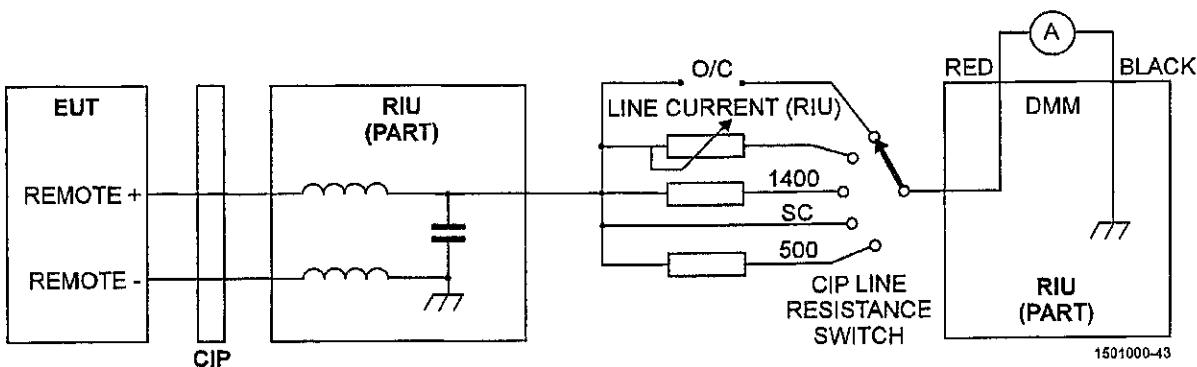 EUT
REMOTE +
REMOTE -
CIP
RIU
(PART)
O/C
LINE CURRENT (RIU)
1400
SC
500
CIP LINE
RESISTANCE
SWITCH
A
RED
BLACK
DMM
RIU
(PART)
1501000-43